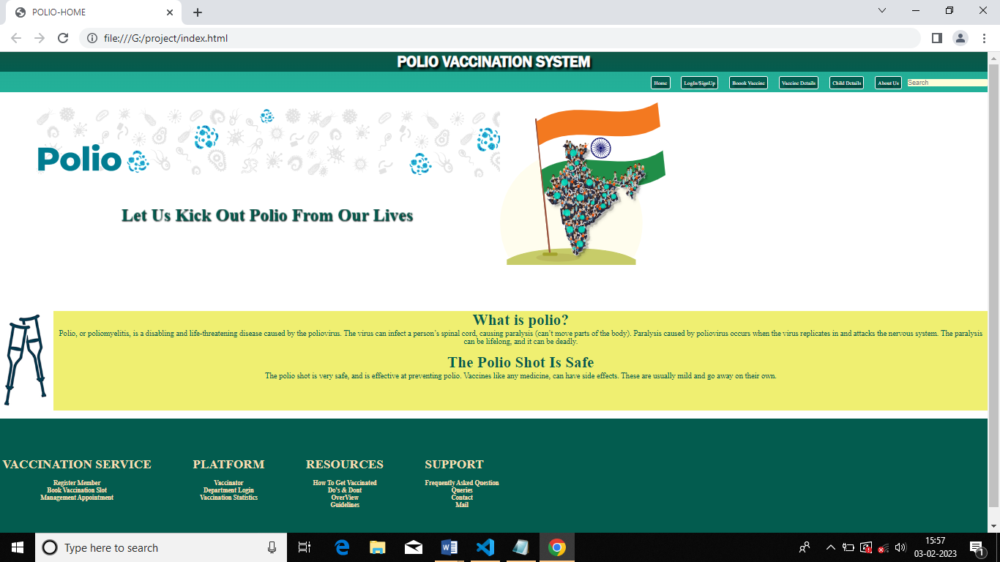 POLIO-HOME
file:///G:/project/index.html
POLIO VACCINATION SYSTEM
Home LogIn/SignUp Boook Vaccine Vaccine Details Child Details About Us Search
Polio
Let Us Kick Out Polio From Our Lives
What is polio?
Polio, or poliomyelitis, is a disabling and life-threatening disease caused by the poliovirus. The virus can infect a person’s spinal cord, causing paralysis (can’t move parts of the body). Paralysis caused by poliovirus occurs when the virus replicates in and attacks the nervous system. The paralysis
can be lifelong, and it can be deadly.
The Polio Shot Is Safe
The polio shot is very safe, and is effective at preventing polio. Vaccines like any medicine, can have side effects. These are usually mild and go away on their own.
VACCINATION SERVICE PLATFORM RESOURCES SUPPORT
Register Member Vaccinator How To Get Vaccinated Frequently Asked Question
Book Vaccination Slot Department Login Do's & Dont Queries
Management Appointment Vaccination Statistics OverView Contact
Guidelines Mail
Type here to search
15:57
03-02-2023
1